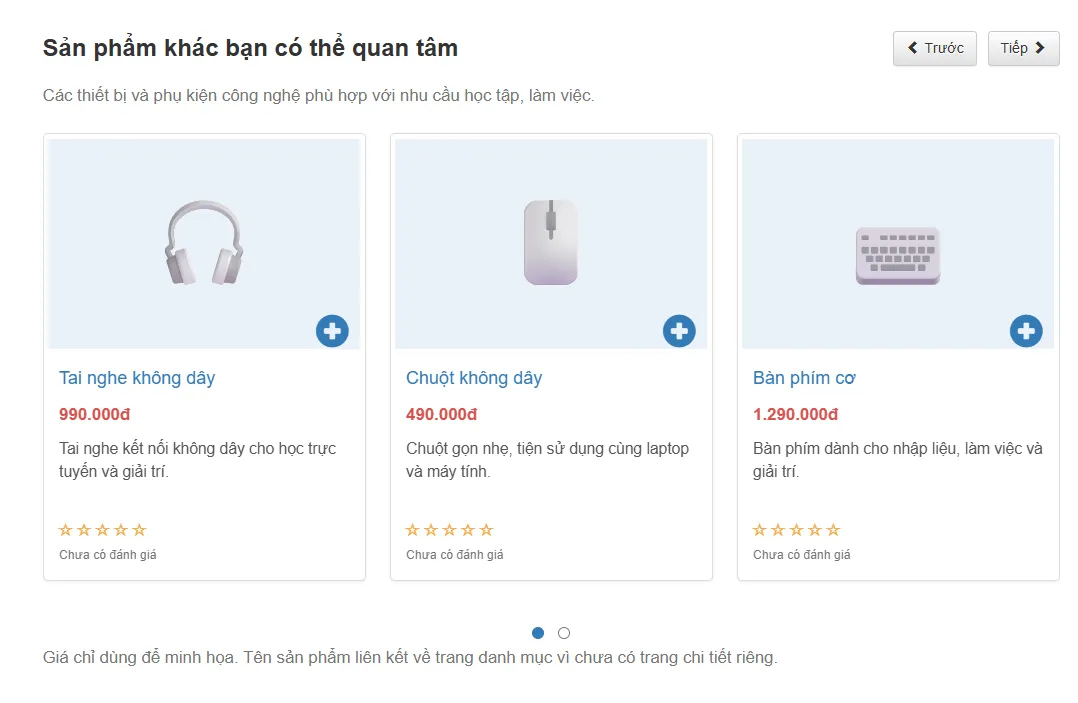 Sản phẩm khác bạn có thể quan tâm
Trước
Tiếp
Các thiết bị và phụ kiện công nghệ phù hợp với nhu cầu học tập, làm việc.
Tai nghe không dây
990.000đ
Tai nghe kết nối không dây cho học trực
tuyến và giải trí.
Chưa có đánh giá
Chuột không dây
490.000đ
Chuột gọn nhẹ, tiện sử dụng cùng laptop
và máy tính.
Chưa có đánh giá
Bàn phím cơ
1.290.000đ
Bàn phím dành cho nhập liệu, làm việc và
giải trí.
Chưa có đánh giá
Giá chỉ dùng để minh họa. Tên sản phẩm liên kết về trang danh mục vì chưa có trang chi tiết riêng.